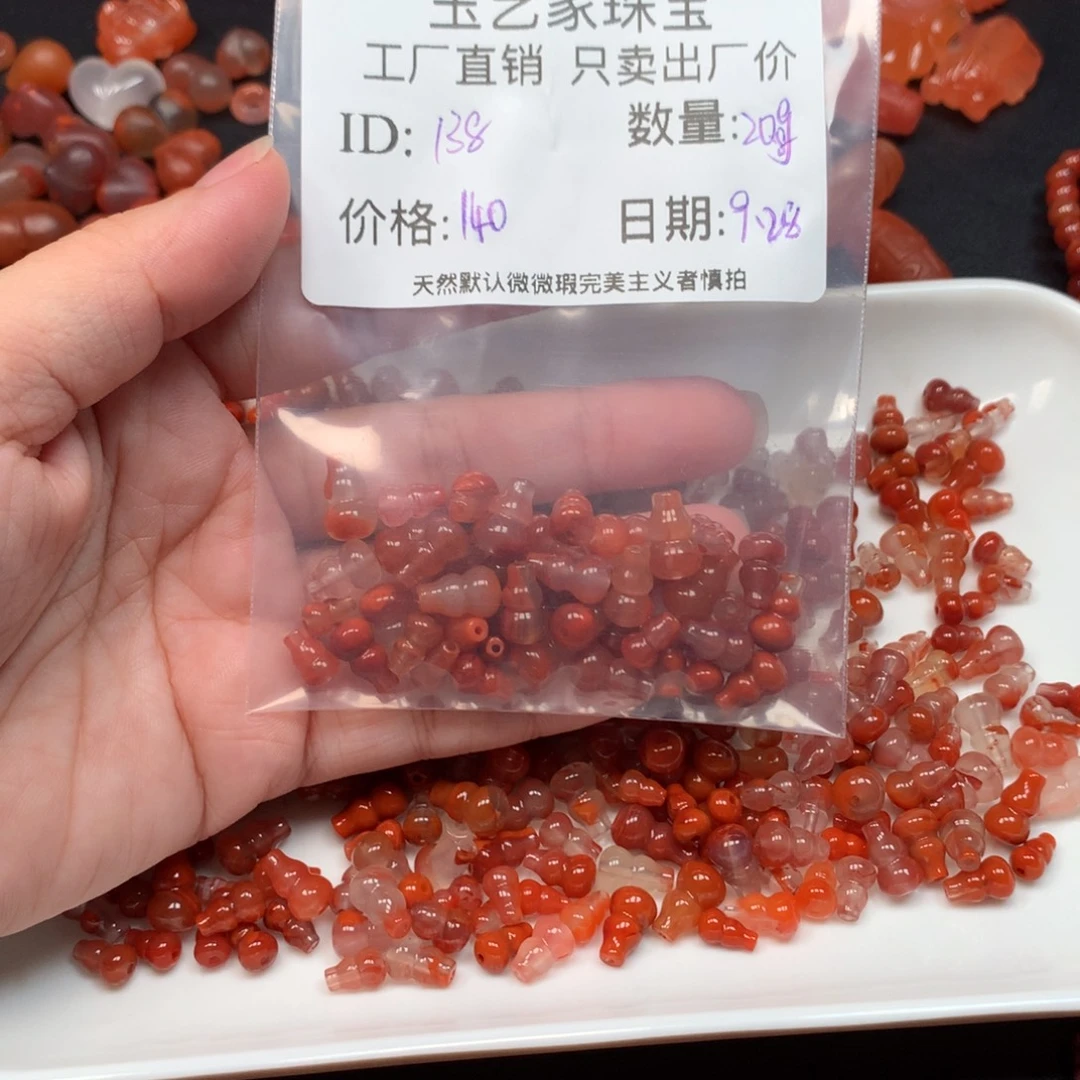 玉艺家珠宝
工厂直销 只卖出厂价
ID: 138 数量:20g
价格:140 日期:9.28
天然默认微微瑕完美主义者慎拍